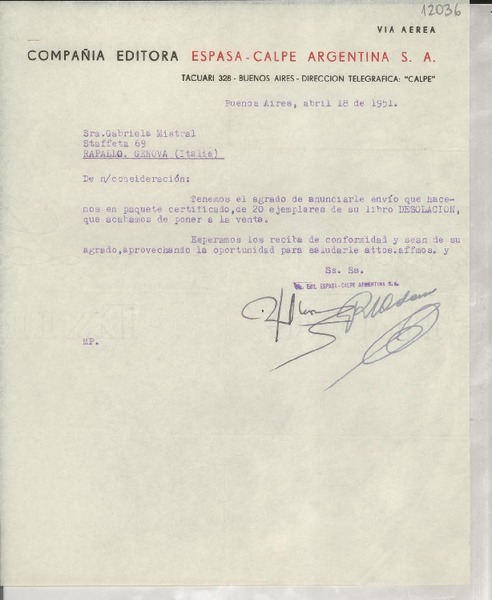 12036
VIA AEREA
COMPAÑIA EDITORA ESPASA-CALPE ARGENTINA S. A.
TACUARI 328 - BUENOS AIRES - DIRECCION TELEGRAFICA: "CALPE"
Buenos Aires, abril 18 de 1951.
Sra.Gabriela Mistral
Staffeta 69
RAPALLO. GENOVA (Italia)
De n/consideración:
Tenemos el agrado de anunciarle envío que hace-
mos en paquete certificado,de 20 ejemplares de su libro DESOLACION,
que acabamos de poner a la venta.
Esperamos los reciba de conformidad y sean de su
agrado,aprovechando la oportunidad para saludarle attos.affmos. y
Ss. Ss.
EDI. ESPASA-CALPE ARGENTINA S.A.
MP.